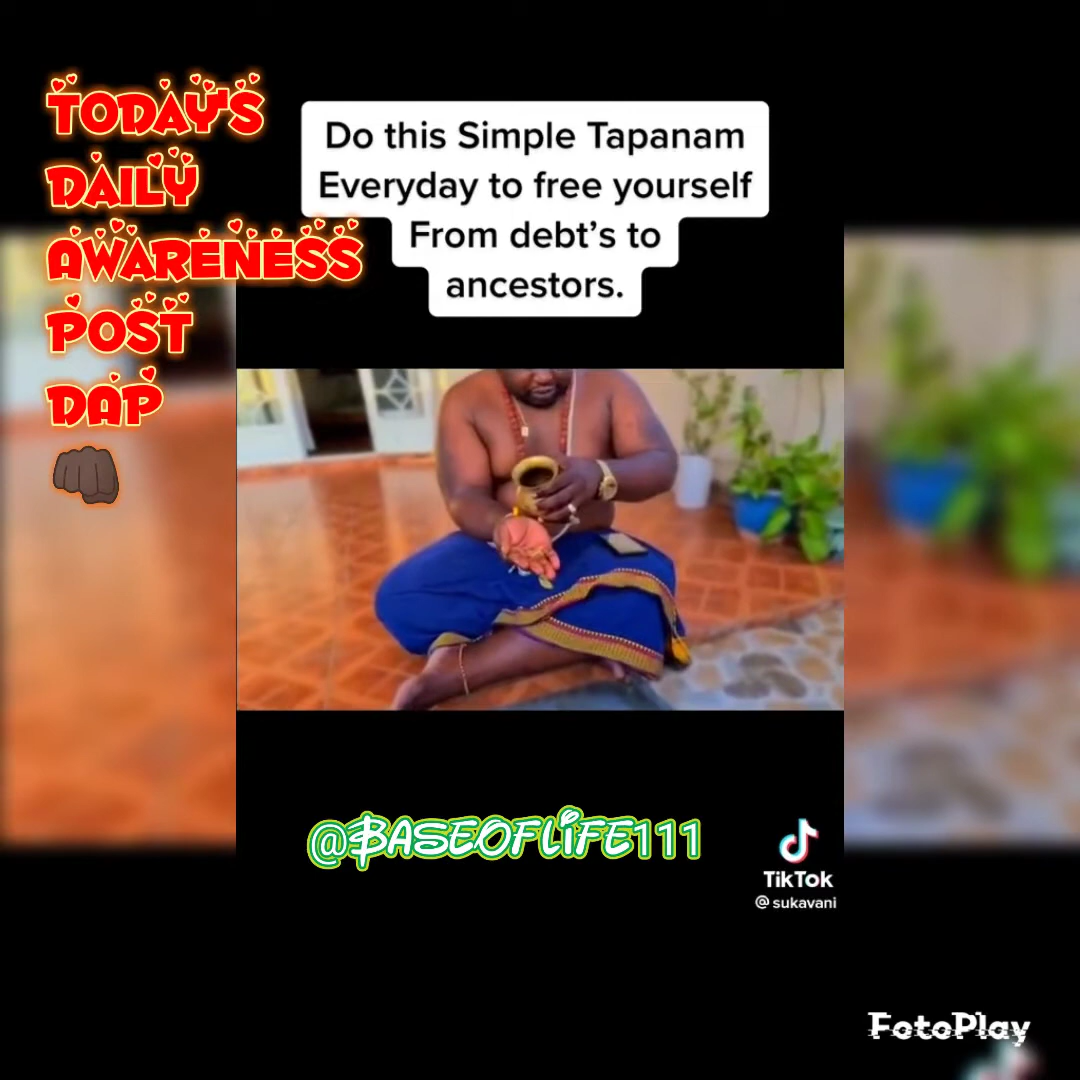 TODAY'S
DAILY
AWARENESS
POST
DAP
Do this Simple Tapanam
Everyday to free yourself
From debt's to
ancestors.
@BASEOFLIFE111
TikTok
@sukavani
FotoPlay